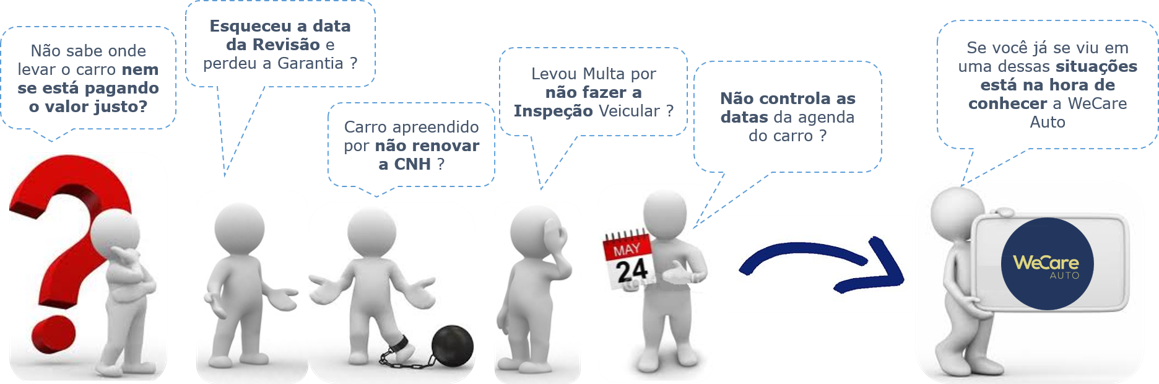 Não sabe onde
levar o carro nem
se está pagando
o valor justo?
Esqueceu a data
da Revisão e
perdeu a Garantia ?
Carro apreendido
por não renovar
a CNH ?
Levou Multa por
não fazer a
Inspeção Veicular ?
Não controla as
datas da agenda
do carro ?
MAY
24
Se você já se viu em
uma dessas situações
está na hora de
conhecer a WeCare
Auto
WeCare
AUTO